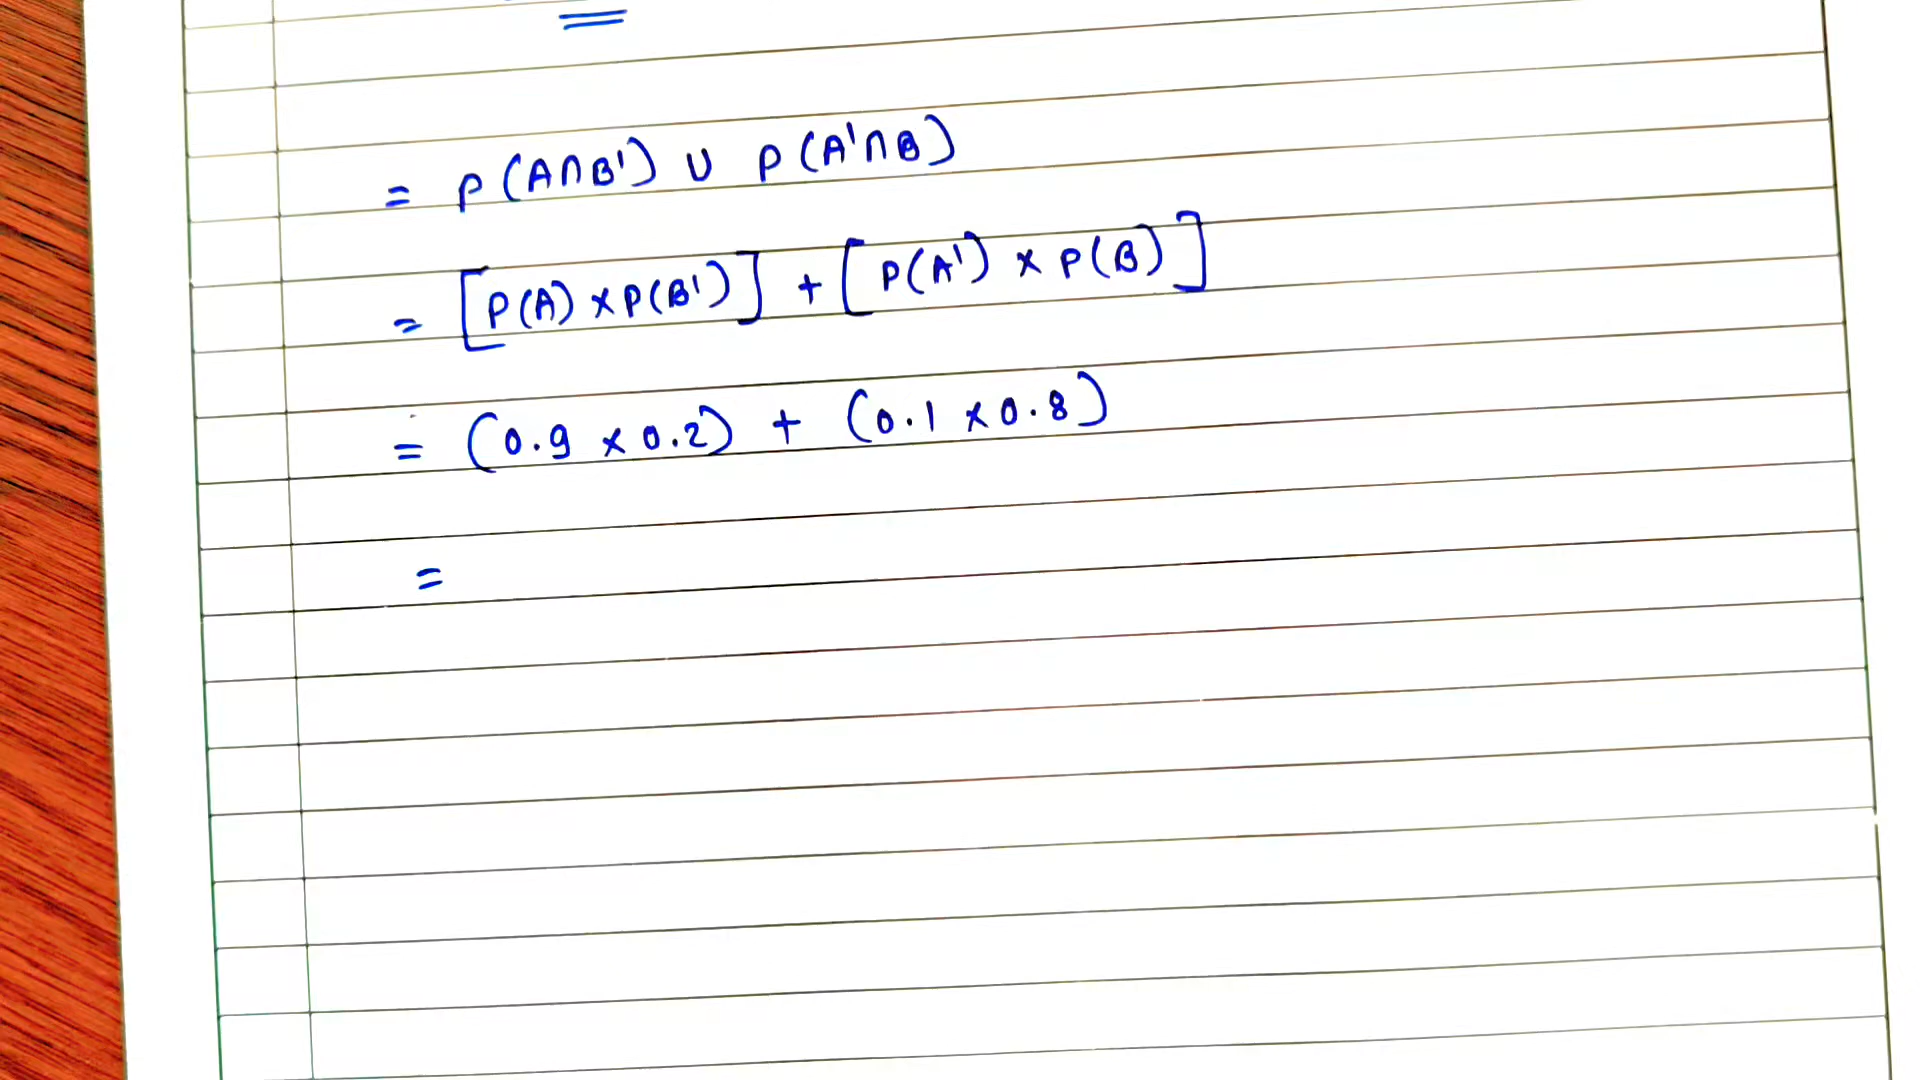 = P(A∩B') ∪ P(A'∩B)
= [P(A) × P(B')] + [P(A') × P(B)]
= (0.9 × 0.2) + (0.1 × 0.8)
=